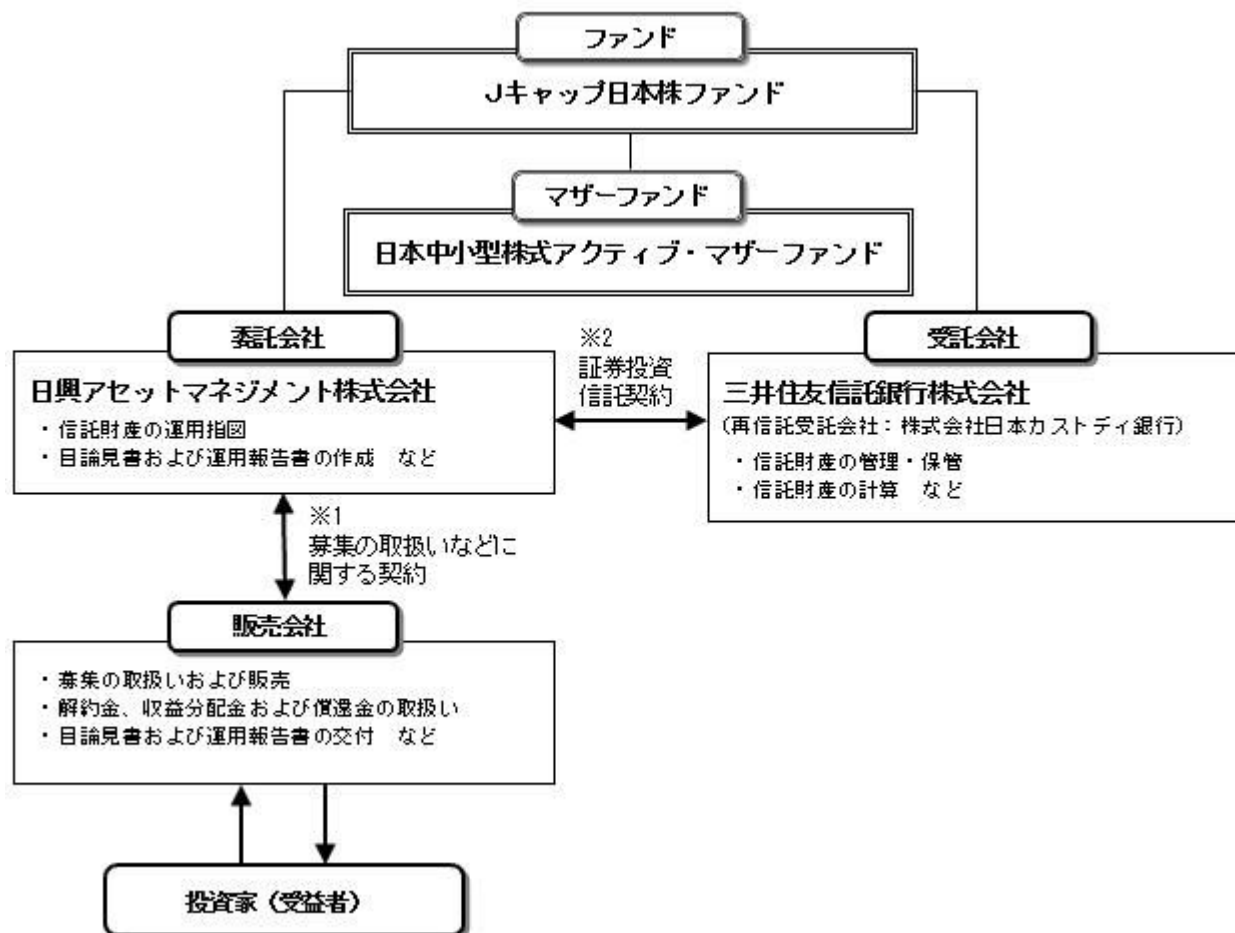 ファンド
Jキャップ日本株ファンド
マザーファンド
日本中小型株式アクティブ・マザーファンド
委託会社
日興アセットマネジメント株式会社
・信託財産の運用指図
・目論見書および運用報告書の作成　など
※2
証券投資
信託契約
受託会社
三井住友信託銀行株式会社
(再信託受託会社：株式会社日本カストディ銀行)
・信託財産の管理・保管
・信託財産の計算　など
※1
募集の取扱いなどに
関する契約
販売会社
・募集の取扱いおよび販売
・解約金、収益分配金および償還金の取扱い
・目論見書および運用報告書の交付　など
投資家（受益者）